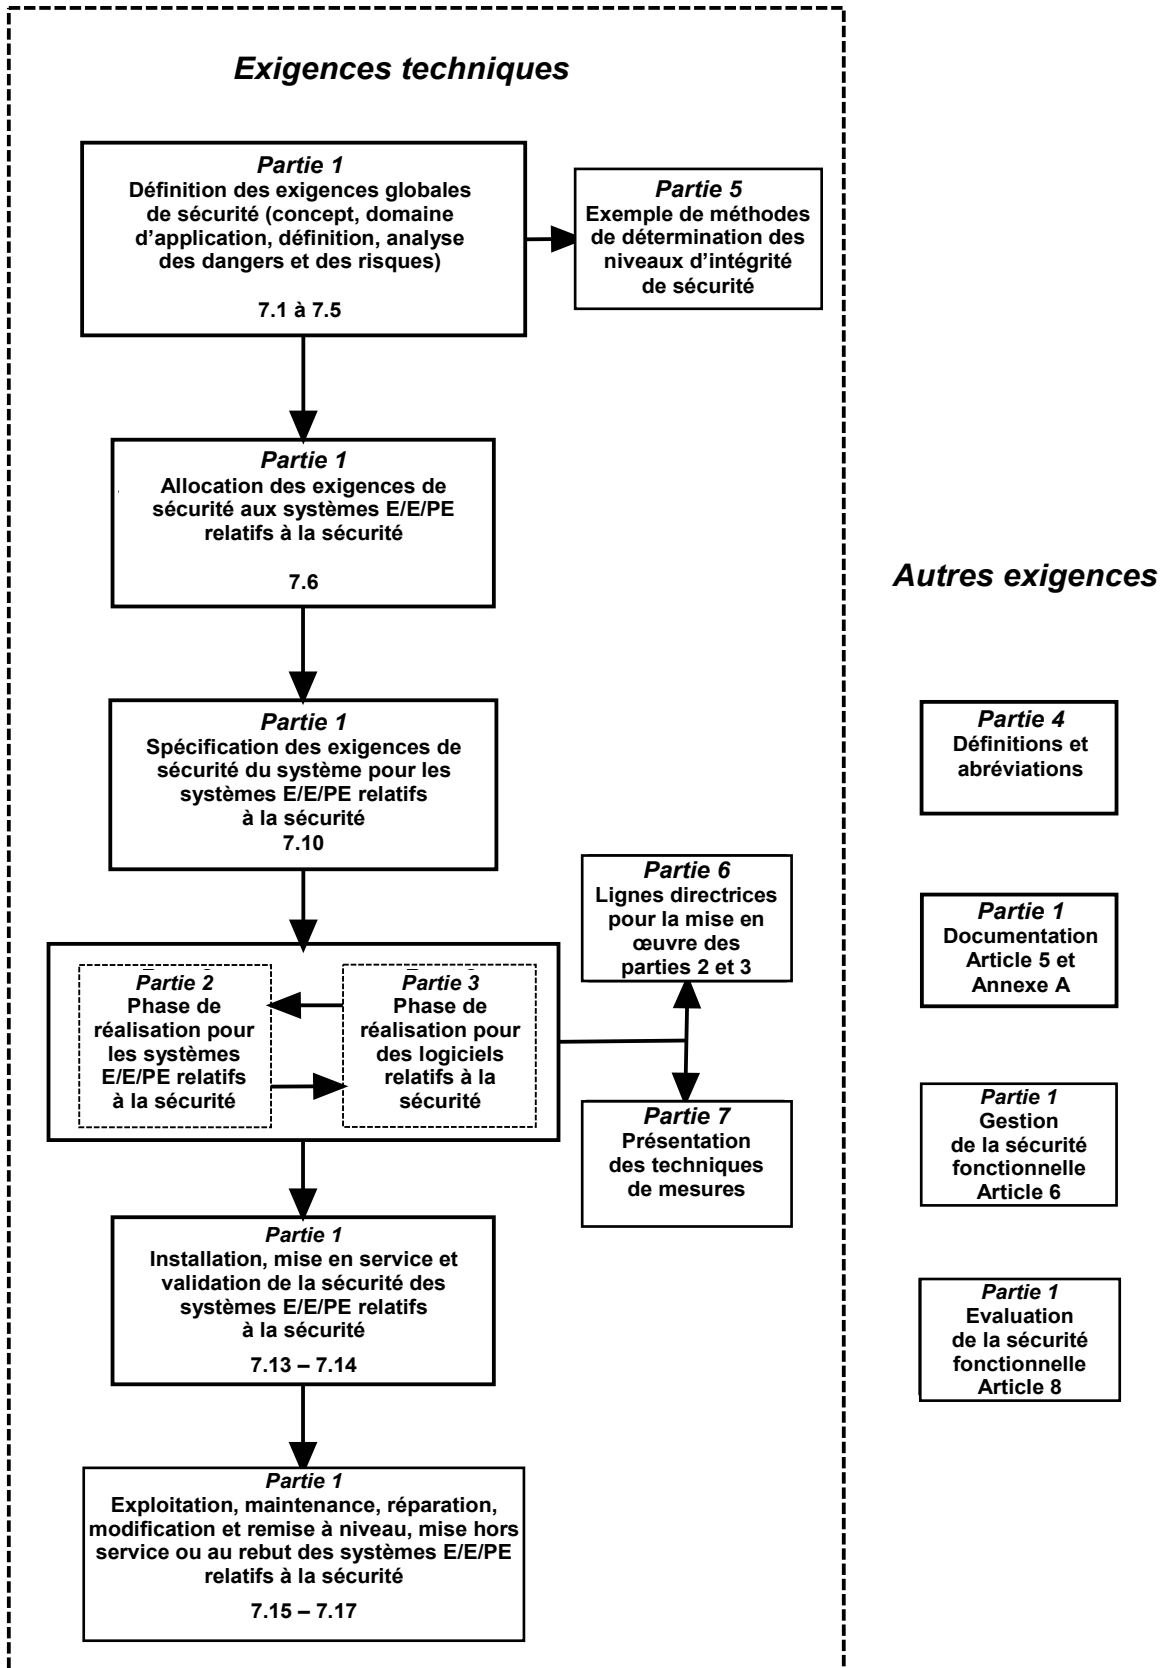 Exigences techniques
Partie 1
Définition des exigences globales
de sécurité (concept, domaine
d'application, définition, analyse
des dangers et des risques)
7.1 à 7.5
Partie 5
Exemple de méthodes
de détermination des
niveaux d'intégrité
de sécurité
Partie 1
Allocation des exigences de
sécurité aux systèmes E/E/PE
relatifs à la sécurité
7.6
Partie 1
Spécification des exigences de
sécurité du système pour les
systèmes E/E/PE relatifs
à la sécurité
7.10
Partie 6
Lignes directrices
pour la mise en
œuvre des
parties 2 et 3
Partie 2
Phase de
réalisation pour
les systèmes
E/E/PE relatifs
à la sécurité
Partie 3
Phase de
réalisation pour
des logiciels
relatifs à la
sécurité
Partie 7
Présentation
des techniques
de mesures
Partie 1
Installation, mise en service et
validation de la sécurité des
systèmes E/E/PE relatifs
à la sécurité
7.13 – 7.14
Partie 1
Exploitation, maintenance, réparation,
modification et remise à niveau, mise hors
service ou au rebut des systèmes E/E/PE
relatifs à la sécurité
7.15 – 7.17
Autres exigences
Partie 4
Définitions et
abréviations
Partie 1
Documentation
Article 5 et
Annexe A
Partie 1
Gestion
de la sécurité
fonctionnelle
Article 6
Partie 1
Evaluation
de la sécurité
fonctionnelle
Article 8